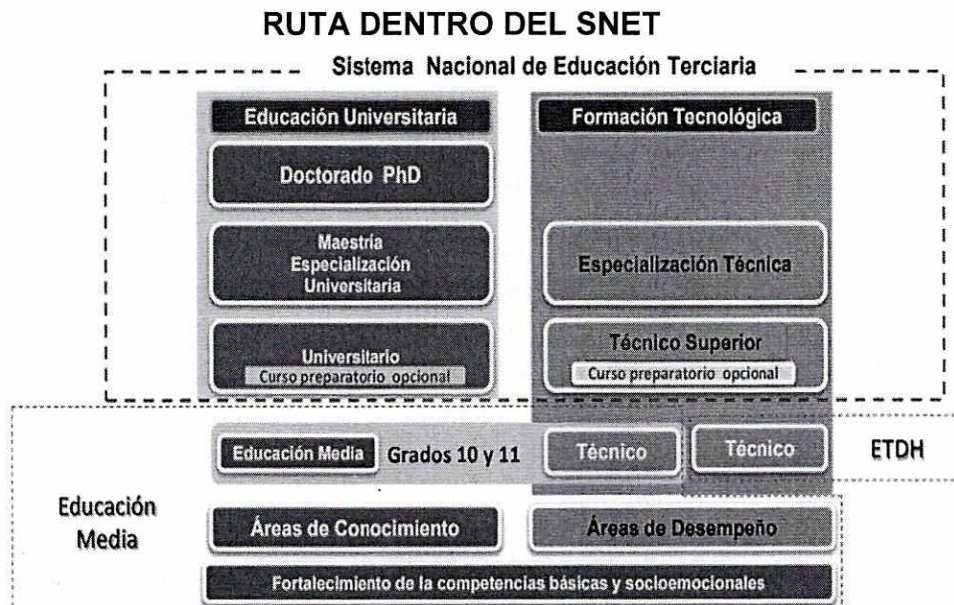 RUTA DENTRO DEL SNET
Sistema Nacional de Educación Terciaria
Educación Universitaria
Doctorado PhD
Maestría
Especialización
Universitaria
Universitario
Curso preparatorio opcional
Formación Tecnológica
Especialización Técnica
Técnico Superior
Curso preparatorio opcional
Educación Media
Grados 10 y 11
Técnico
Técnico
ETDH
Educación
Media
Áreas de Conocimiento
Áreas de Desempeño
Fortalecimiento de la competencias básicas y socioemocionales